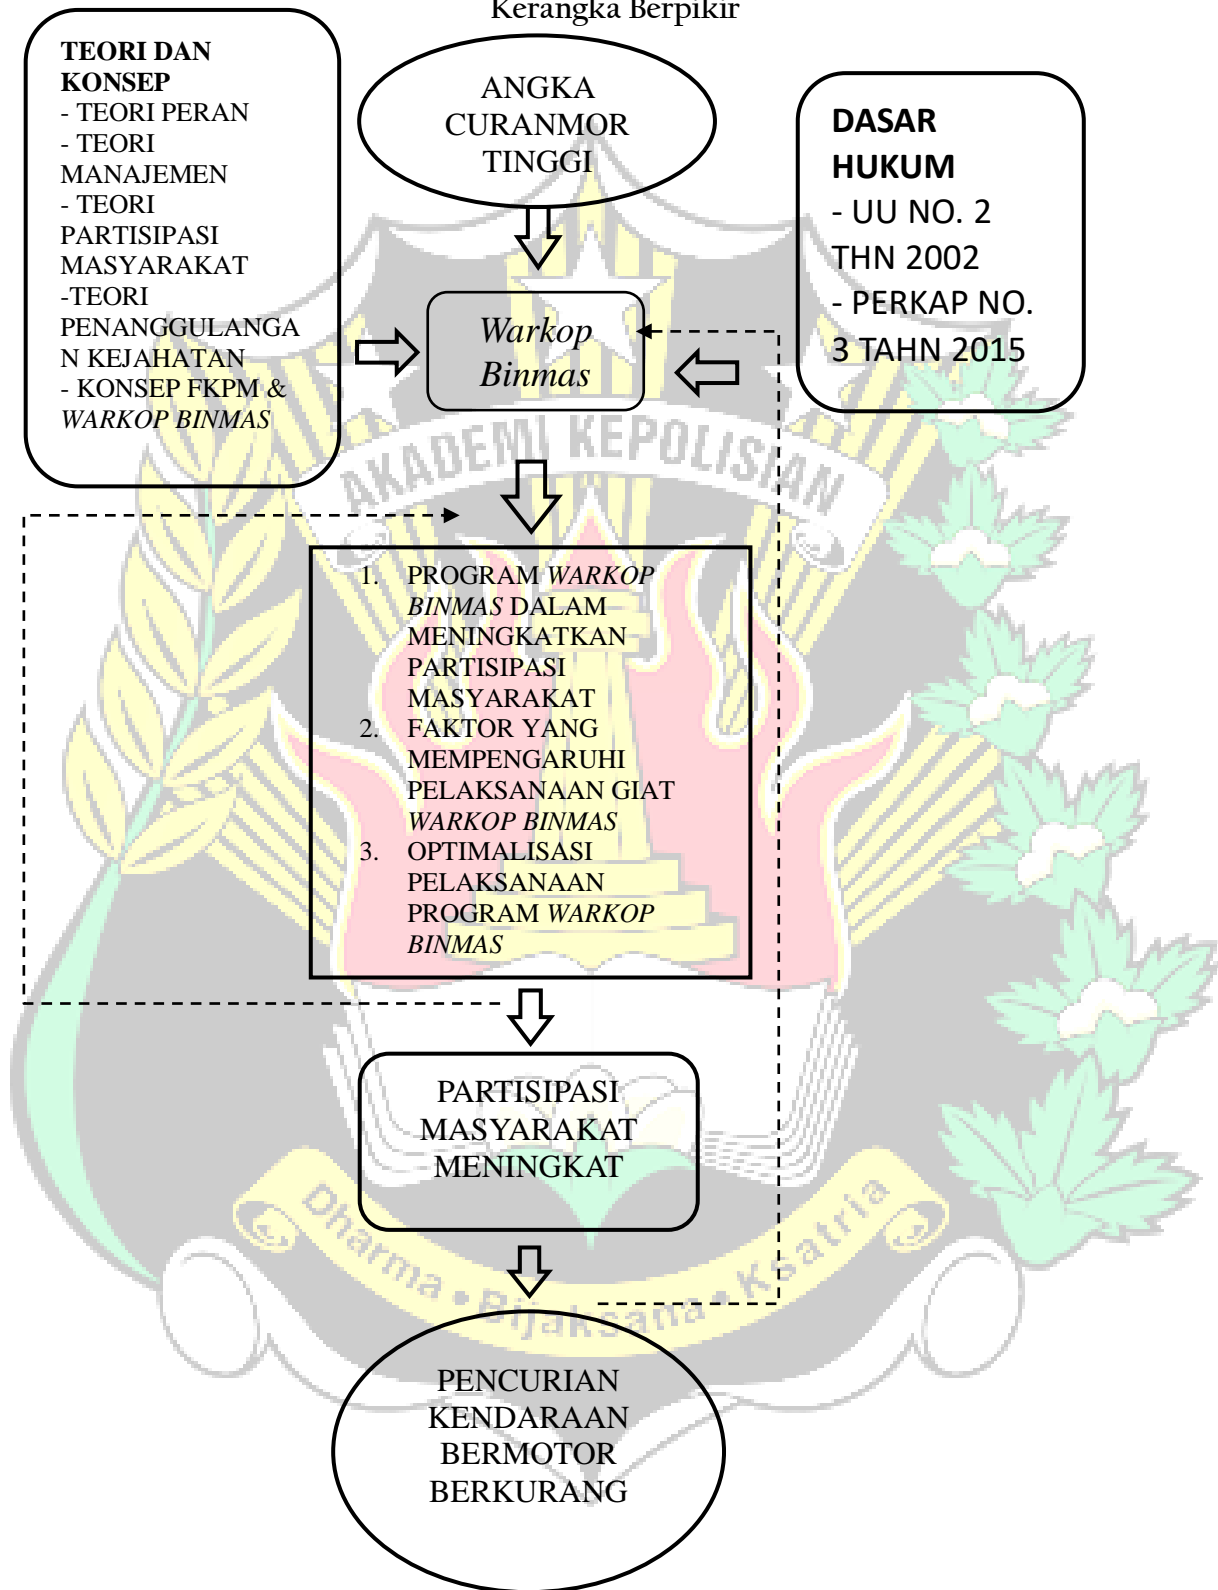 Kerangka Berpikir
TEORI DAN
KONSEP
- TEORI PERAN
- TEORI
MANAJEMEN
- TEORI
PARTISIPASI
MASYARAKAT
-TEORI
PENANGGULANGA
N KEJAHATAN
- KONSEP FKPM &
WARKOP BINMAS
ANGKA
CURANMOR
TINGGI
DASAR
HUKUM
- UU NO. 2
THN 2002
- PERKAP NO.
3 TAHN 2015
Warkop
Binmas
AKADEMI KEPOLISIAN
1. PROGRAM WARKOP
BINMAS DALAM
MENINGKATKAN
PARTISIPASI
MASYARAKAT
2. FAKTOR YANG
MEMPENGARUHI
PELAKSANAAN GIAT
WARKOP BINMAS
3. OPTIMALISASI
PELAKSANAAN
PROGRAM WARKOP
BINMAS
PARTISIPASI
MASYARAKAT
MENINGKAT
Dharma • Bijaksana • Ksatria
PENCURIAN
KENDARAAN
BERMOTOR
BERKURANG